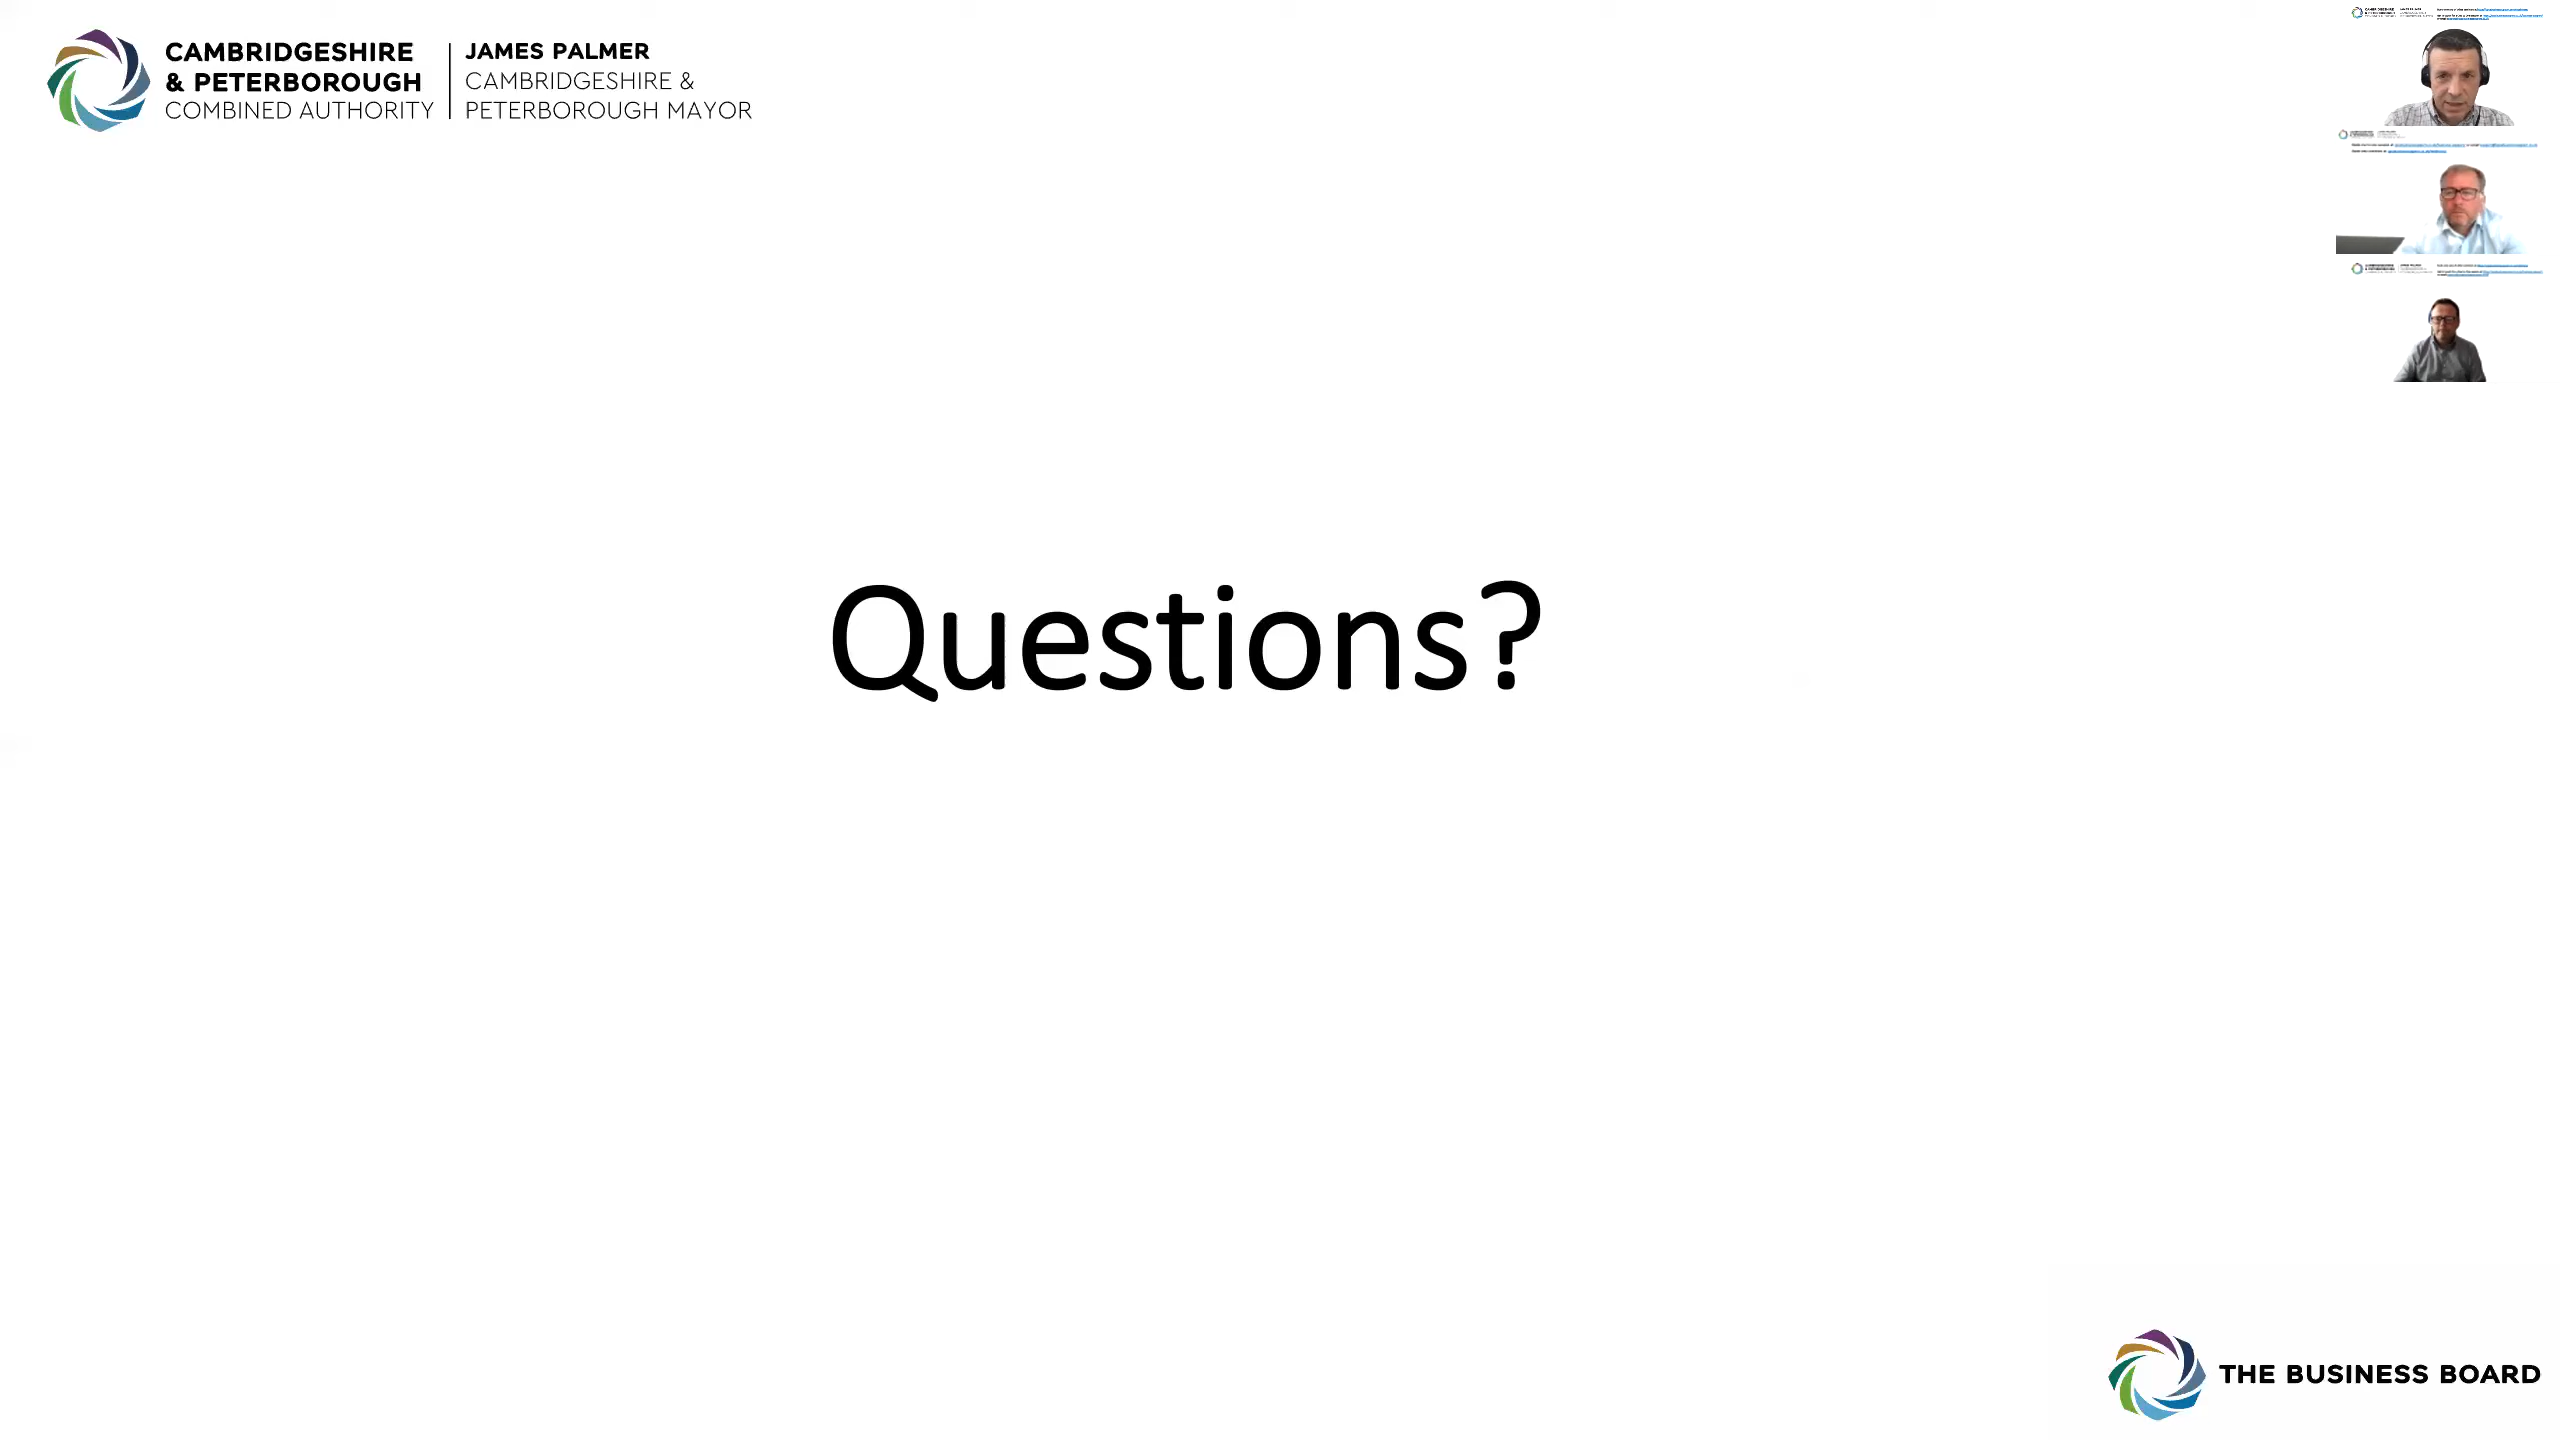 CAMBRIDGESHIRE
& PETERBOROUGH
COMBINED AUTHORITY
JAMES PALMER
CAMBRIDGESHIRE &
PETERBOROUGH MAYOR
Questions?
THE BUSINESS BOARD